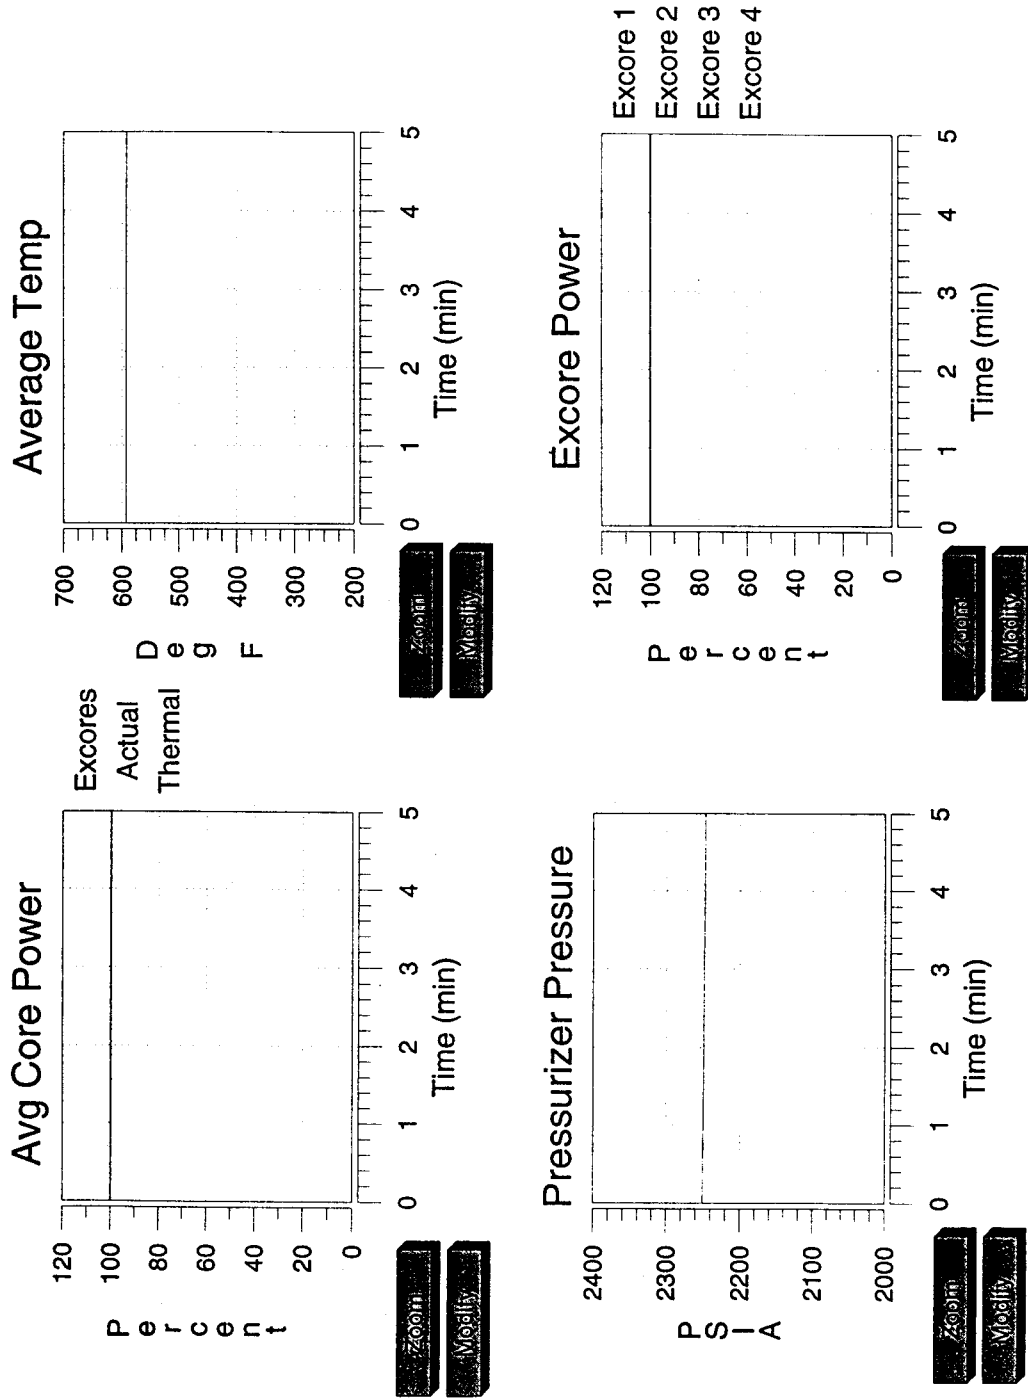 Avg Core Power
Percent
120
100
80
60
40
20
0
0 1 2 3 4 5
Time (min)
Excores
Actual
Thermal
Zoom
Modify
Average Temp
Deg F
700
600
500
400
300
200
0 1 2 3 4 5
Time (min)
Zoom
Modify
Pressurizer Pressure
PSIA
2400
2300
2200
2100
2000
0 1 2 3 4 5
Time (min)
Zoom
Modify
Excore Power
Percent
120
100
80
60
40
20
0
0 1 2 3 4 5
Time (min)
Excore 1
Excore 2
Excore 3
Excore 4
Zoom
Modify